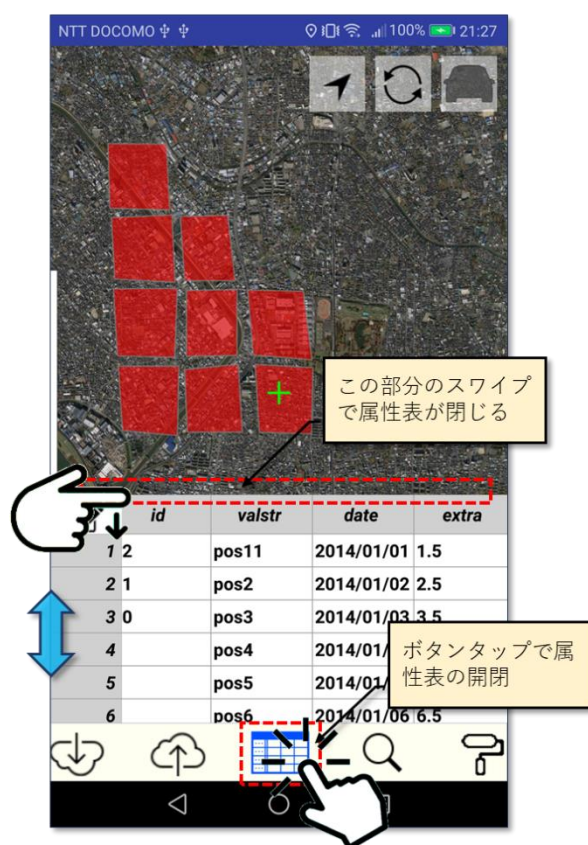 NTT DOCOMO 100% 21:27
この部分のスワイプ
で属性表が閉じる
id valstr date extra
1 2 pos11 2014/01/01 1.5
2 1 pos2 2014/01/02 2.5
3 0 pos3 2014/01/03 3.5
4 pos4 2014/01/
5 pos5 2014/01/
6 pos6 2014/01/06 6.5
ボタンタップで属
性表の開閉